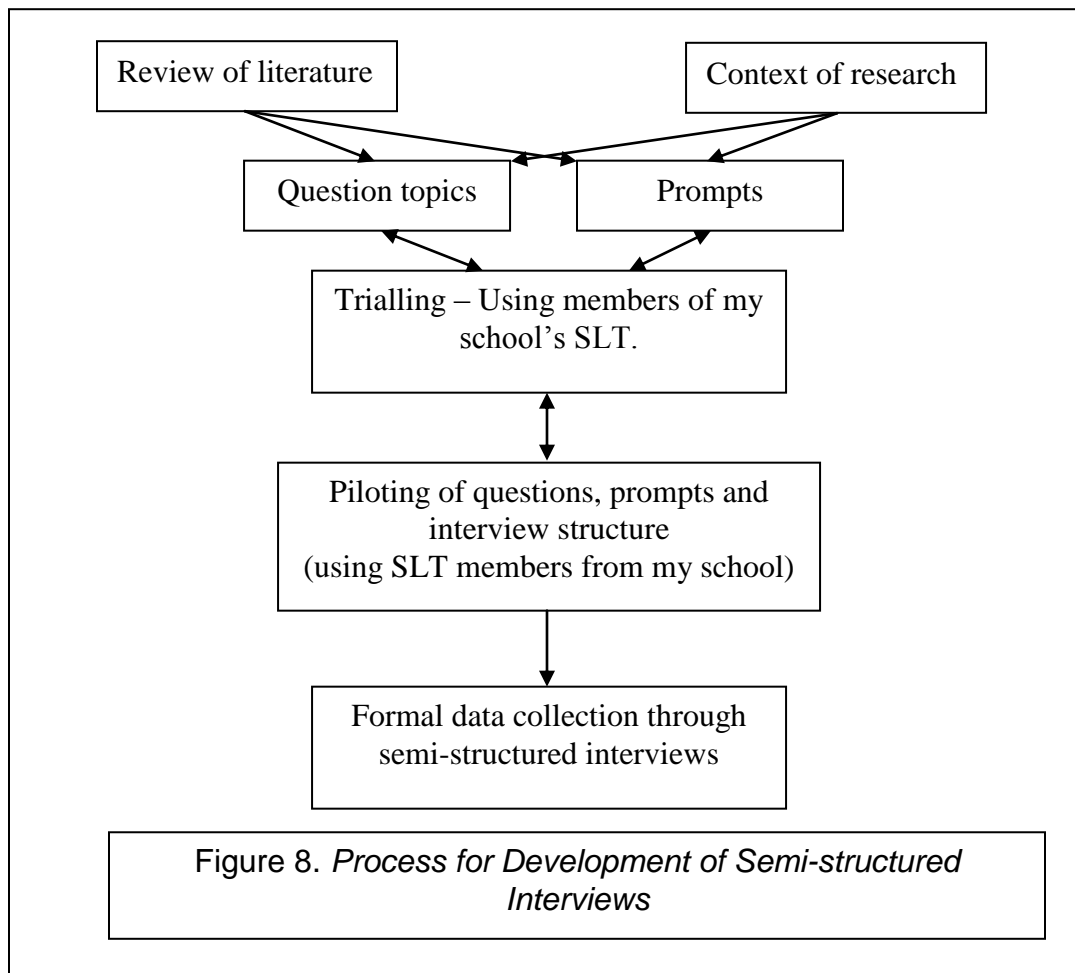 Review of literature
Context of research
Question topics
Prompts
Trialling – Using members of my
school’s SLT.
Piloting of questions, prompts and
interview structure
(using SLT members from my school)
Formal data collection through
semi-structured interviews
Figure 8. Process for Development of Semi-structured
Interviews